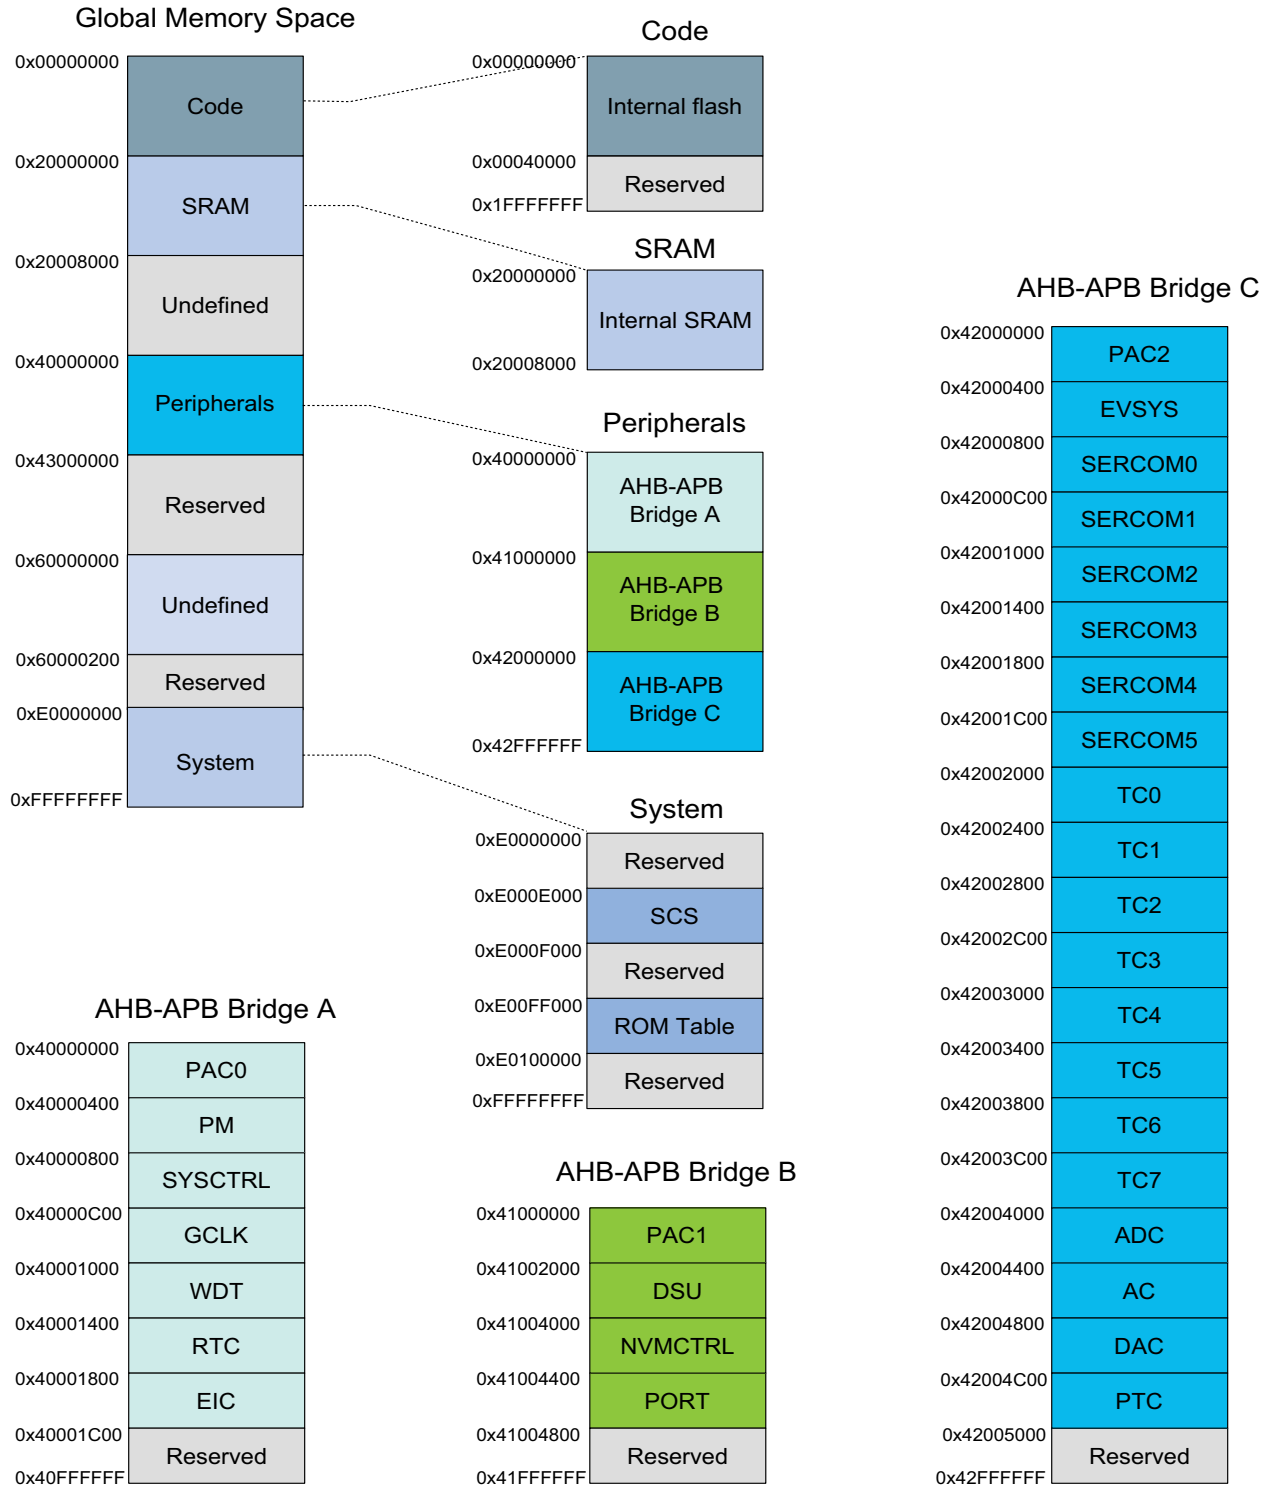 Global Memory Space
0x00000000
Code
0x20000000
SRAM
0x20008000
Undefined
0x40000000
Peripherals
0x43000000
Reserved
0x60000000
Undefined
0x60000200
Reserved
0xE0000000
System
0xFFFFFFFF
Code
0x00000000
Internal flash
0x00040000
Reserved
0x1FFFFFFF
SRAM
0x20000000
Internal SRAM
0x20008000
Peripherals
0x40000000
AHB-APB
Bridge A
0x41000000
AHB-APB
Bridge B
0x42000000
AHB-APB
Bridge C
0x42FFFFFF
System
0xE0000000
Reserved
0xE000E000
SCS
0xE000F000
Reserved
0xE00FF000
ROM Table
0xE0100000
Reserved
0xFFFFFFFF
AHB-APB Bridge A
0x40000000
PAC0
0x40000400
PM
0x40000800
SYSCTRL
0x40000C00
GCLK
0x40001000
WDT
0x40001400
RTC
0x40001800
EIC
0x40001C00
Reserved
0x40FFFFFF
AHB-APB Bridge B
0x41000000
PAC1
0x41002000
DSU
0x41004000
NVMCTRL
0x41004400
PORT
0x41004800
Reserved
0x41FFFFFF
AHB-APB Bridge C
0x42000000
PAC2
0x42000400
EVSYS
0x42000800
SERCOM0
0x42000C00
SERCOM1
0x42001000
SERCOM2
0x42001400
SERCOM3
0x42001800
SERCOM4
0x42001C00
SERCOM5
0x42002000
TC0
0x42002400
TC1
0x42002800
TC2
0x42002C00
TC3
0x42003000
TC4
0x42003400
TC5
0x42003800
TC6
0x42003C00
TC7
0x42004000
ADC
0x42004400
AC
0x42004800
DAC
0x42004C00
PTC
0x42005000
Reserved
0x42FFFFFF